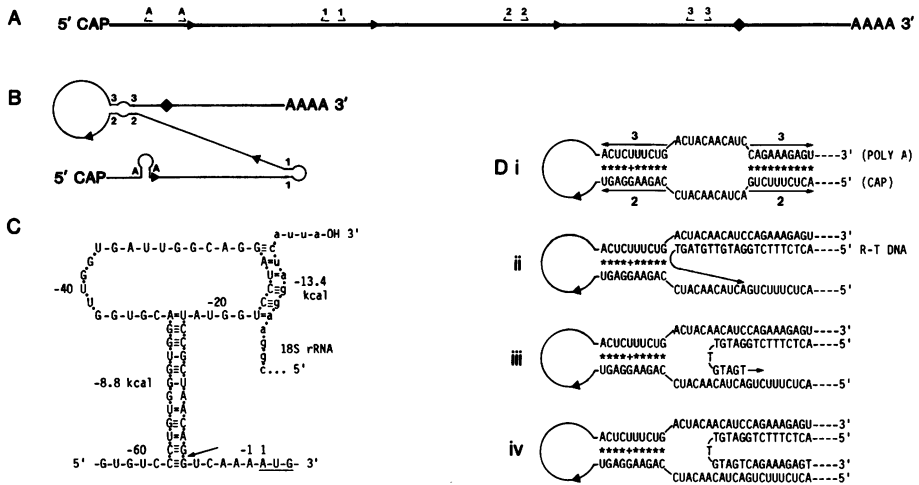 A
5' CAP A A 1 1 2 2 3 3 AAAA 3'
B
3 3 AAAA 3'
2 2
A A 1
5' CAP 1
C
a-u-u-a-OH 3'
U-G-A-U-U-G-G-C-A-G-G
-40
-13.4
kcal
-20
G-G-U-G-C-A U-A-U-G-G-U
18S rRNA
C... 5'
-8.8 kcal
-60 -1 1
5' -G-U-G-U-C-C G-U-C-A-A-A-A-U-G- 3'
D i
3 ACUACAACAUC 3
ACUCUUUCUG CAGAAAGAGU----3' (POLY A)
****+***** **********
UGAGGAAGAC GUCUUUCUCA----5' (CAP)
2 CUACAACAUCA 2
ii
ACUACAACAUCCAGAAAGAGU----3'
ACUCUUUCUG TGATGTTGTAGGTCTTTCTCA---- R-T DNA
****+*****
UGAGGAAGAC
CUACAACAUCAGUCUUUCUCA----5'
iii
ACUACAACAUCCAGAAAGAGU----3'
ACUCUUUCUG TGTAGGTCTTTCTCA----5'
****+***** T
UGAGGAAGAC GTAGT
CUACAACAUCAGUCUUUCUCA----5'
iv
ACUACAACAUCCAGAAAGAGU----3'
ACUCUUUCUG TGTAGGTCTTTCTCA----5'
****+***** T
UGAGGAAGAC GTAGTCAGAAAGAGT----3'
CUACAACAUCAGUCUUUCUCA----5'